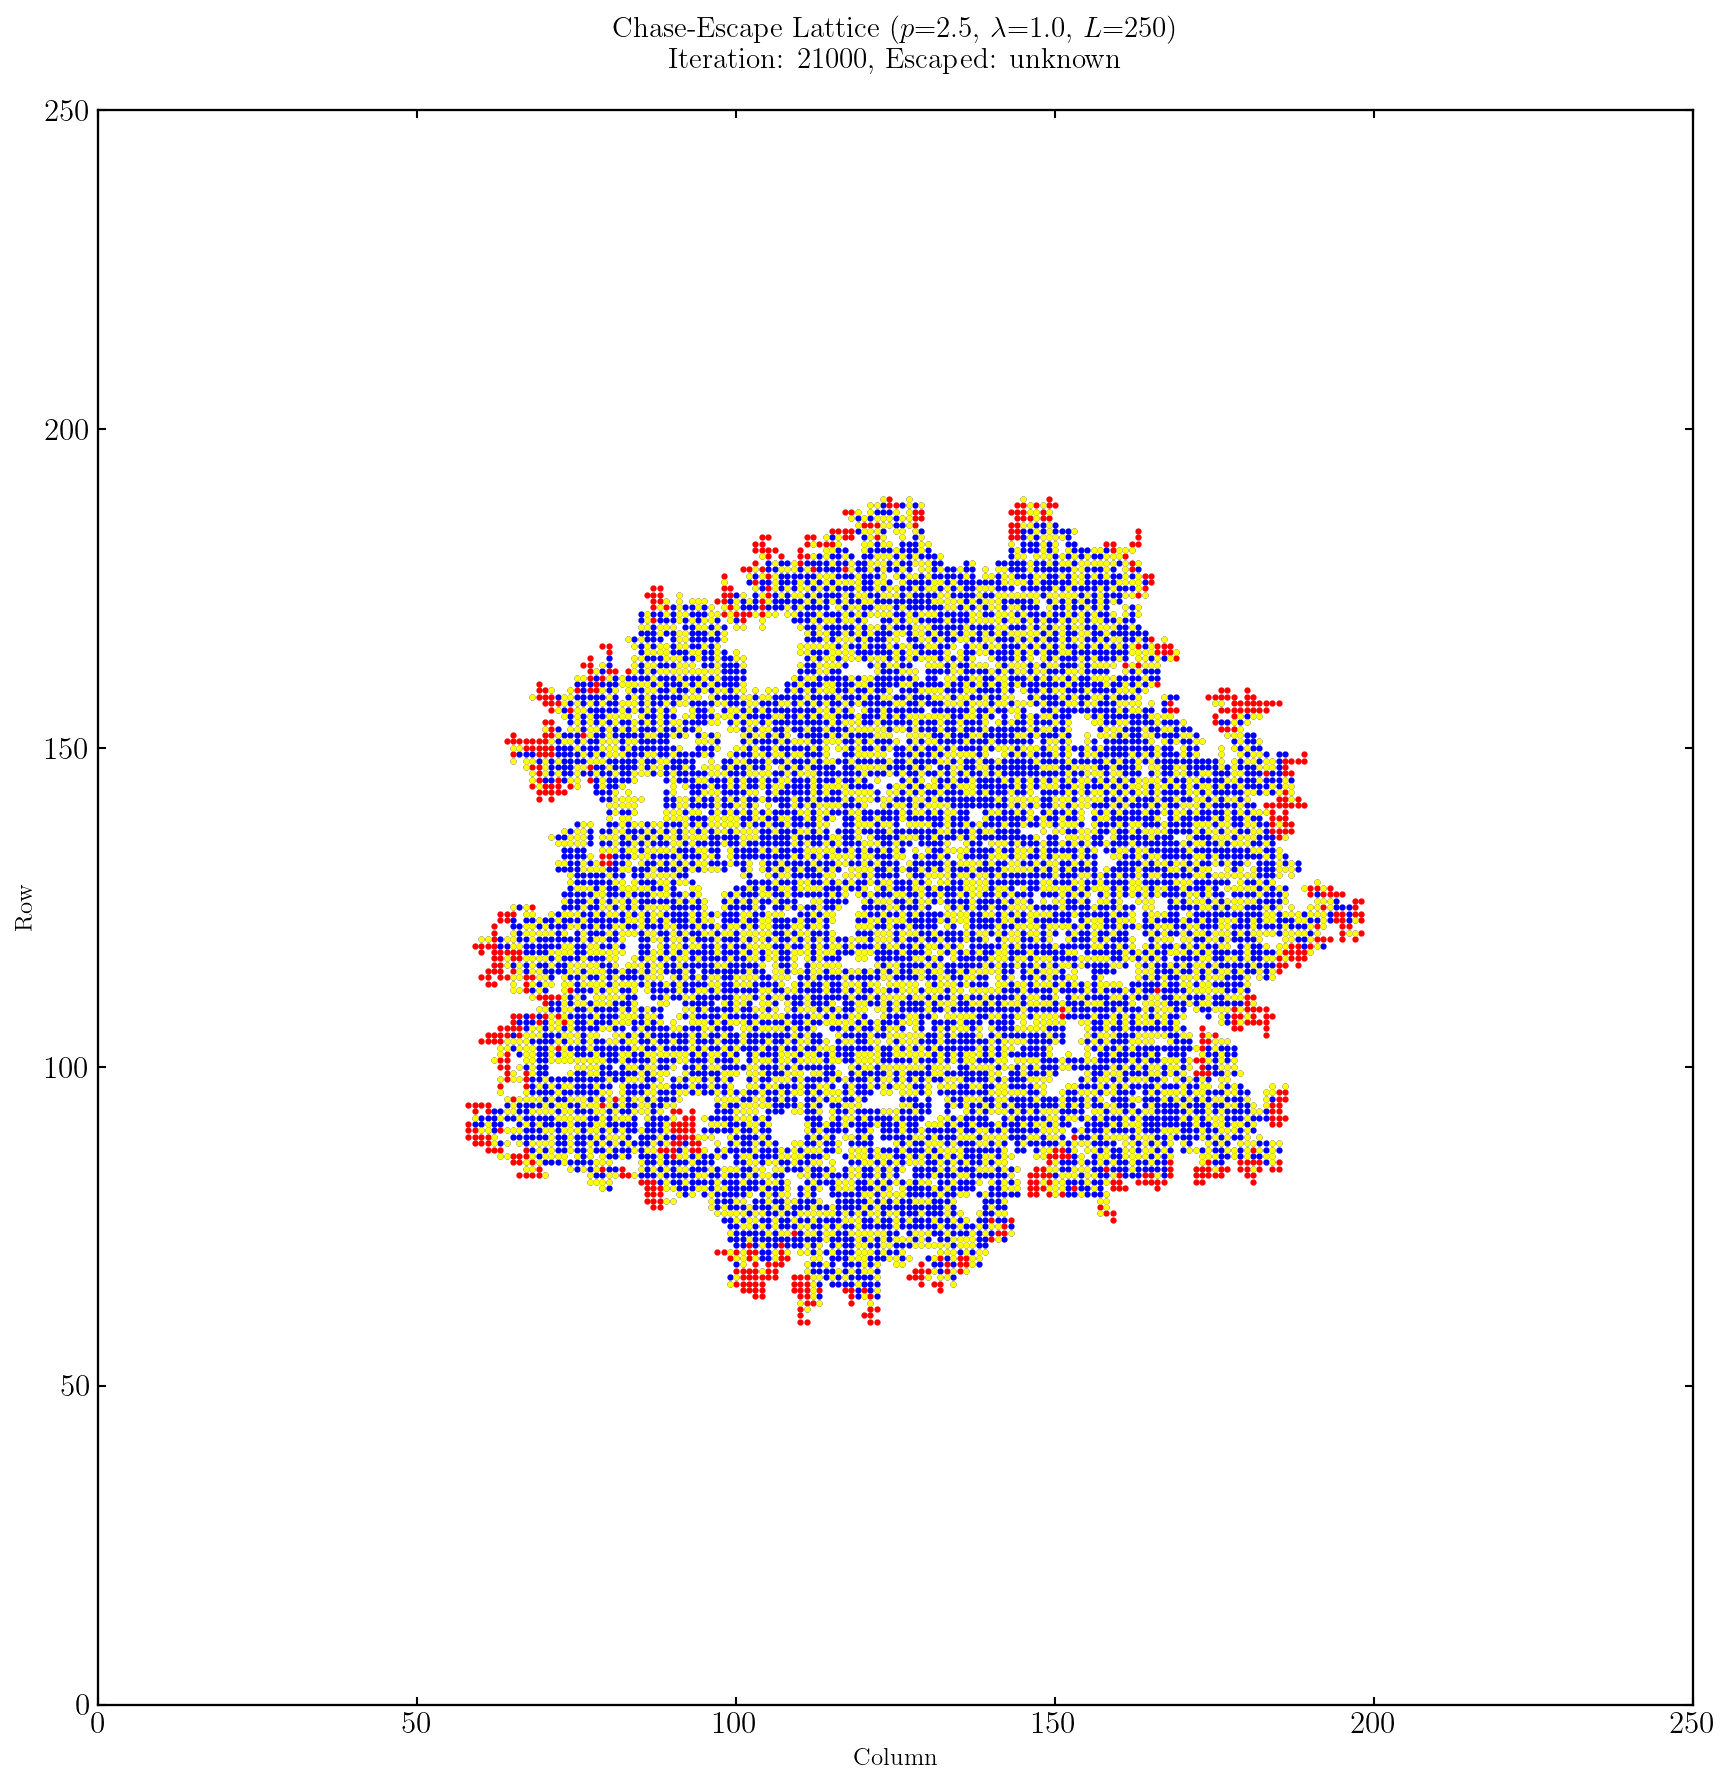 Chase-Escape Lattice (p=2.5, λ=1.0, L=250)
Iteration: 21000, Escaped: unknown
250
200
150
100
50
0
Row
0 50 100 150 200 250
Column